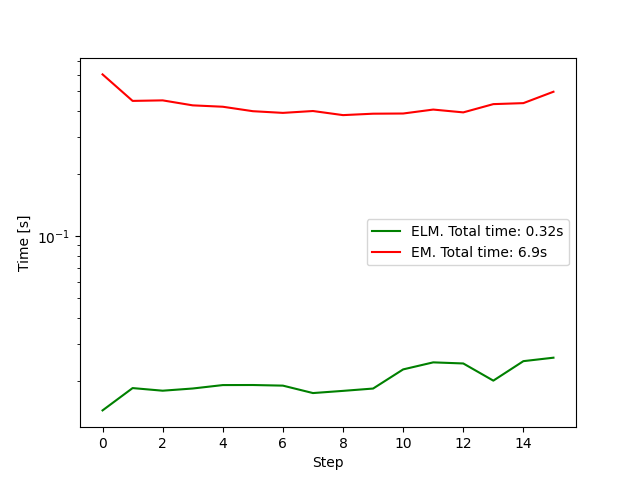 Time [s]
10⁻¹
ELM. Total time: 0.32s
EM. Total time: 6.9s
0 2 4 6 8 10 12 14
Step